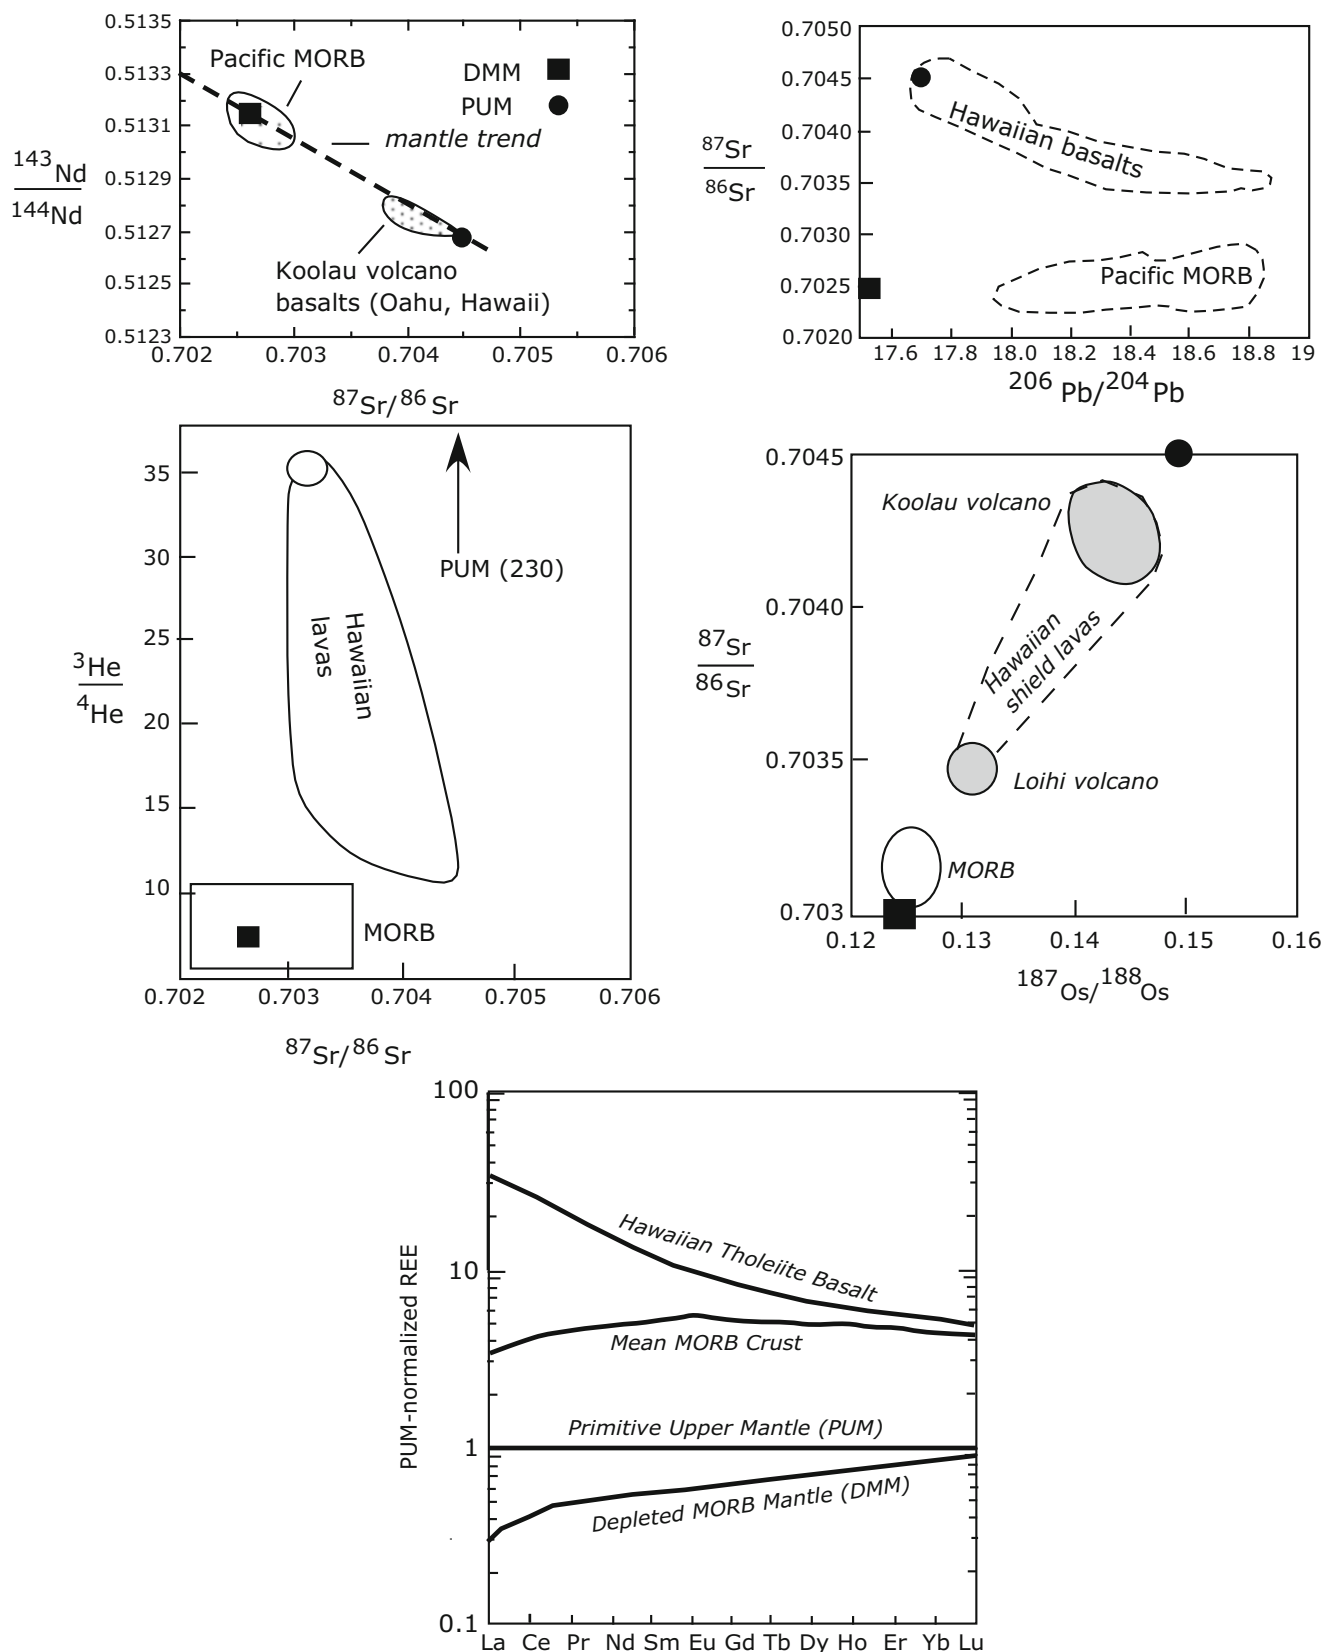 0.5135
0.5133
0.5131
0.5129
0.5127
0.5125
0.5123
143Nd
144Nd
Pacific MORB
DMM
PUM
mantle trend
Koolau volcano
basalts (Oahu, Hawaii)
0.702 0.703 0.704 0.705 0.706
87Sr/86Sr
0.7050
0.7045
0.7040
0.7035
0.7030
0.7025
0.7020
87Sr
86Sr
Hawaiian basalts
Pacific MORB
17.6 17.8 18.0 18.2 18.4 18.6 18.8 19
206Pb/204Pb
35
30
25
20
15
10
3He
4He
PUM (230)
Hawaiian
lavas
MORB
0.702 0.703 0.704 0.705 0.706
87Sr/86Sr
0.7045
0.7040
0.7035
0.703
87Sr
86Sr
Koolau volcano
Hawaiian
shield lavas
Loihi volcano
MORB
0.12 0.13 0.14 0.15 0.16
187Os/188Os
100
10
1
0.1
PUM-normalized REE
Hawaiian Tholeiite Basalt
Mean MORB Crust
Primitive Upper Mantle (PUM)
Depleted MORB Mantle (DMM)
La Ce Pr Nd Sm Eu Gd Tb Dy Ho Er Yb Lu